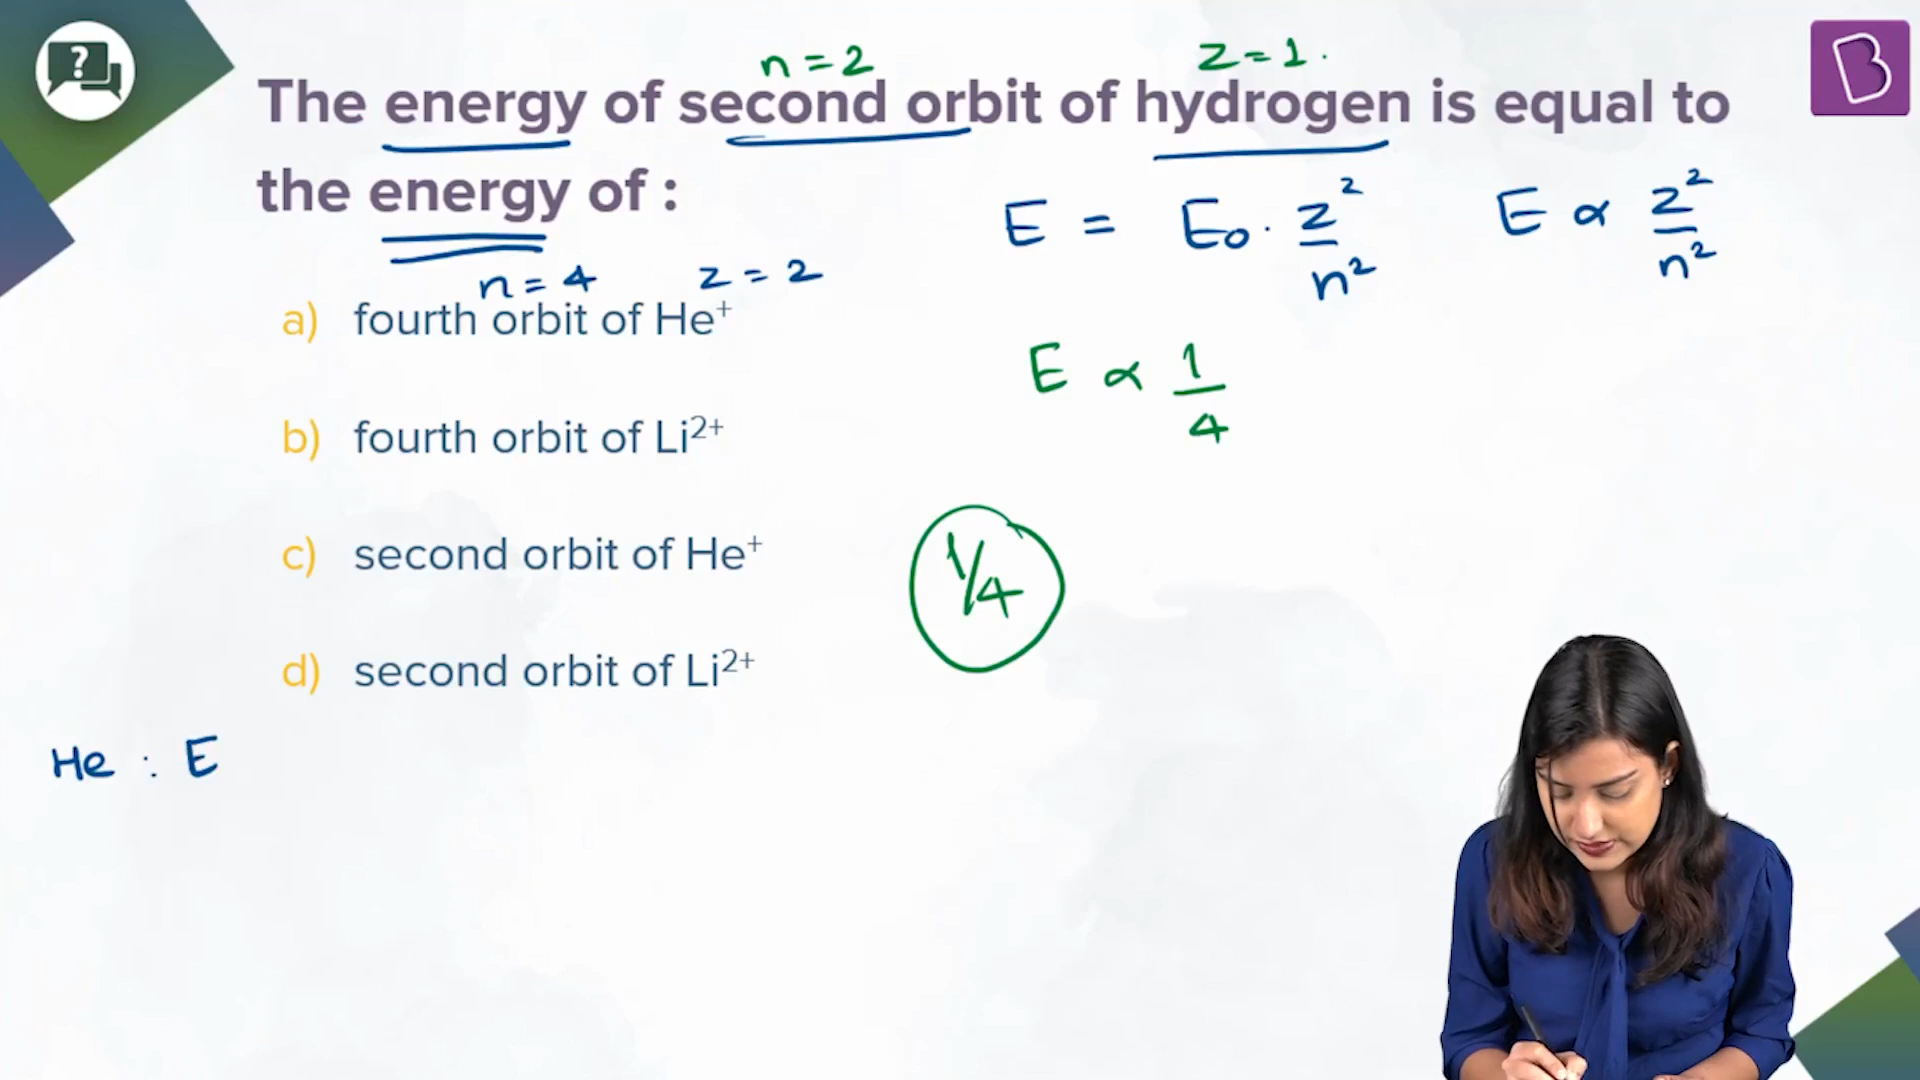 ?
n = 2
z = 1.
B
The energy of second orbit of hydrogen is equal to
the energy of :
E = E₀ · z²/n²
E ∝ z²/n²
n = 4 z = 2
a) fourth orbit of He⁺
E ∝ 1/4
b) fourth orbit of Li²⁺
c) second orbit of He⁺
1/4
d) second orbit of Li²⁺
He : E